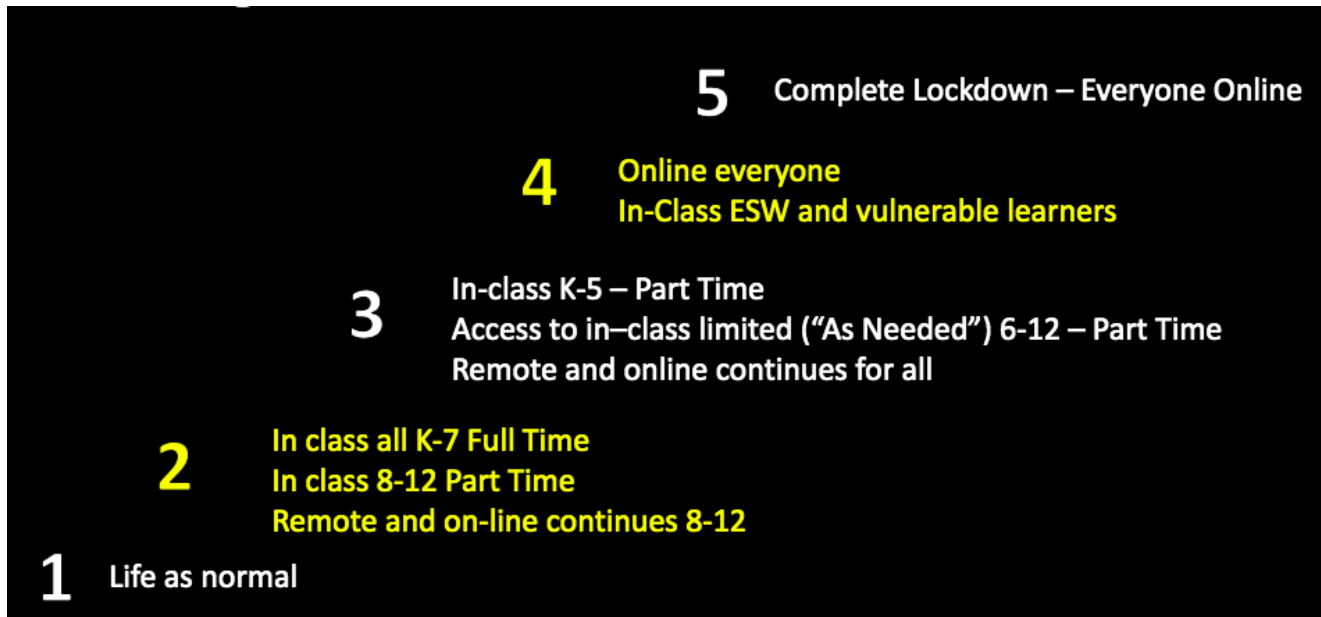 5 Complete Lockdown – Everyone Online
4 Online everyone
In-Class ESW and vulnerable learners
3 In-class K-5 – Part Time
Access to in–class limited (“As Needed”) 6-12 – Part Time
Remote and online continues for all
2 In class all K-7 Full Time
In class 8-12 Part Time
Remote and on-line continues 8-12
1 Life as normal